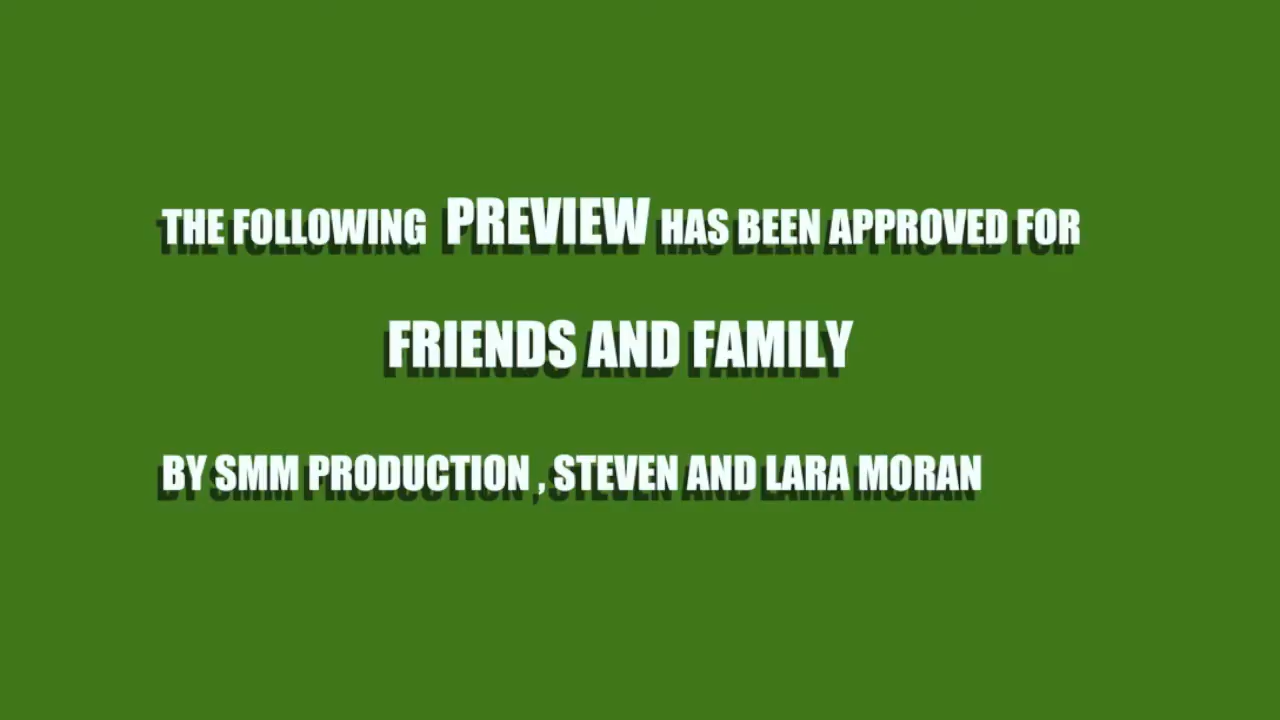 THE FOLLOWING PREVIEW HAS BEEN APPROVED FOR
FRIENDS AND FAMILY
BY SMM PRODUCTION , STEVEN AND LARA MORAN